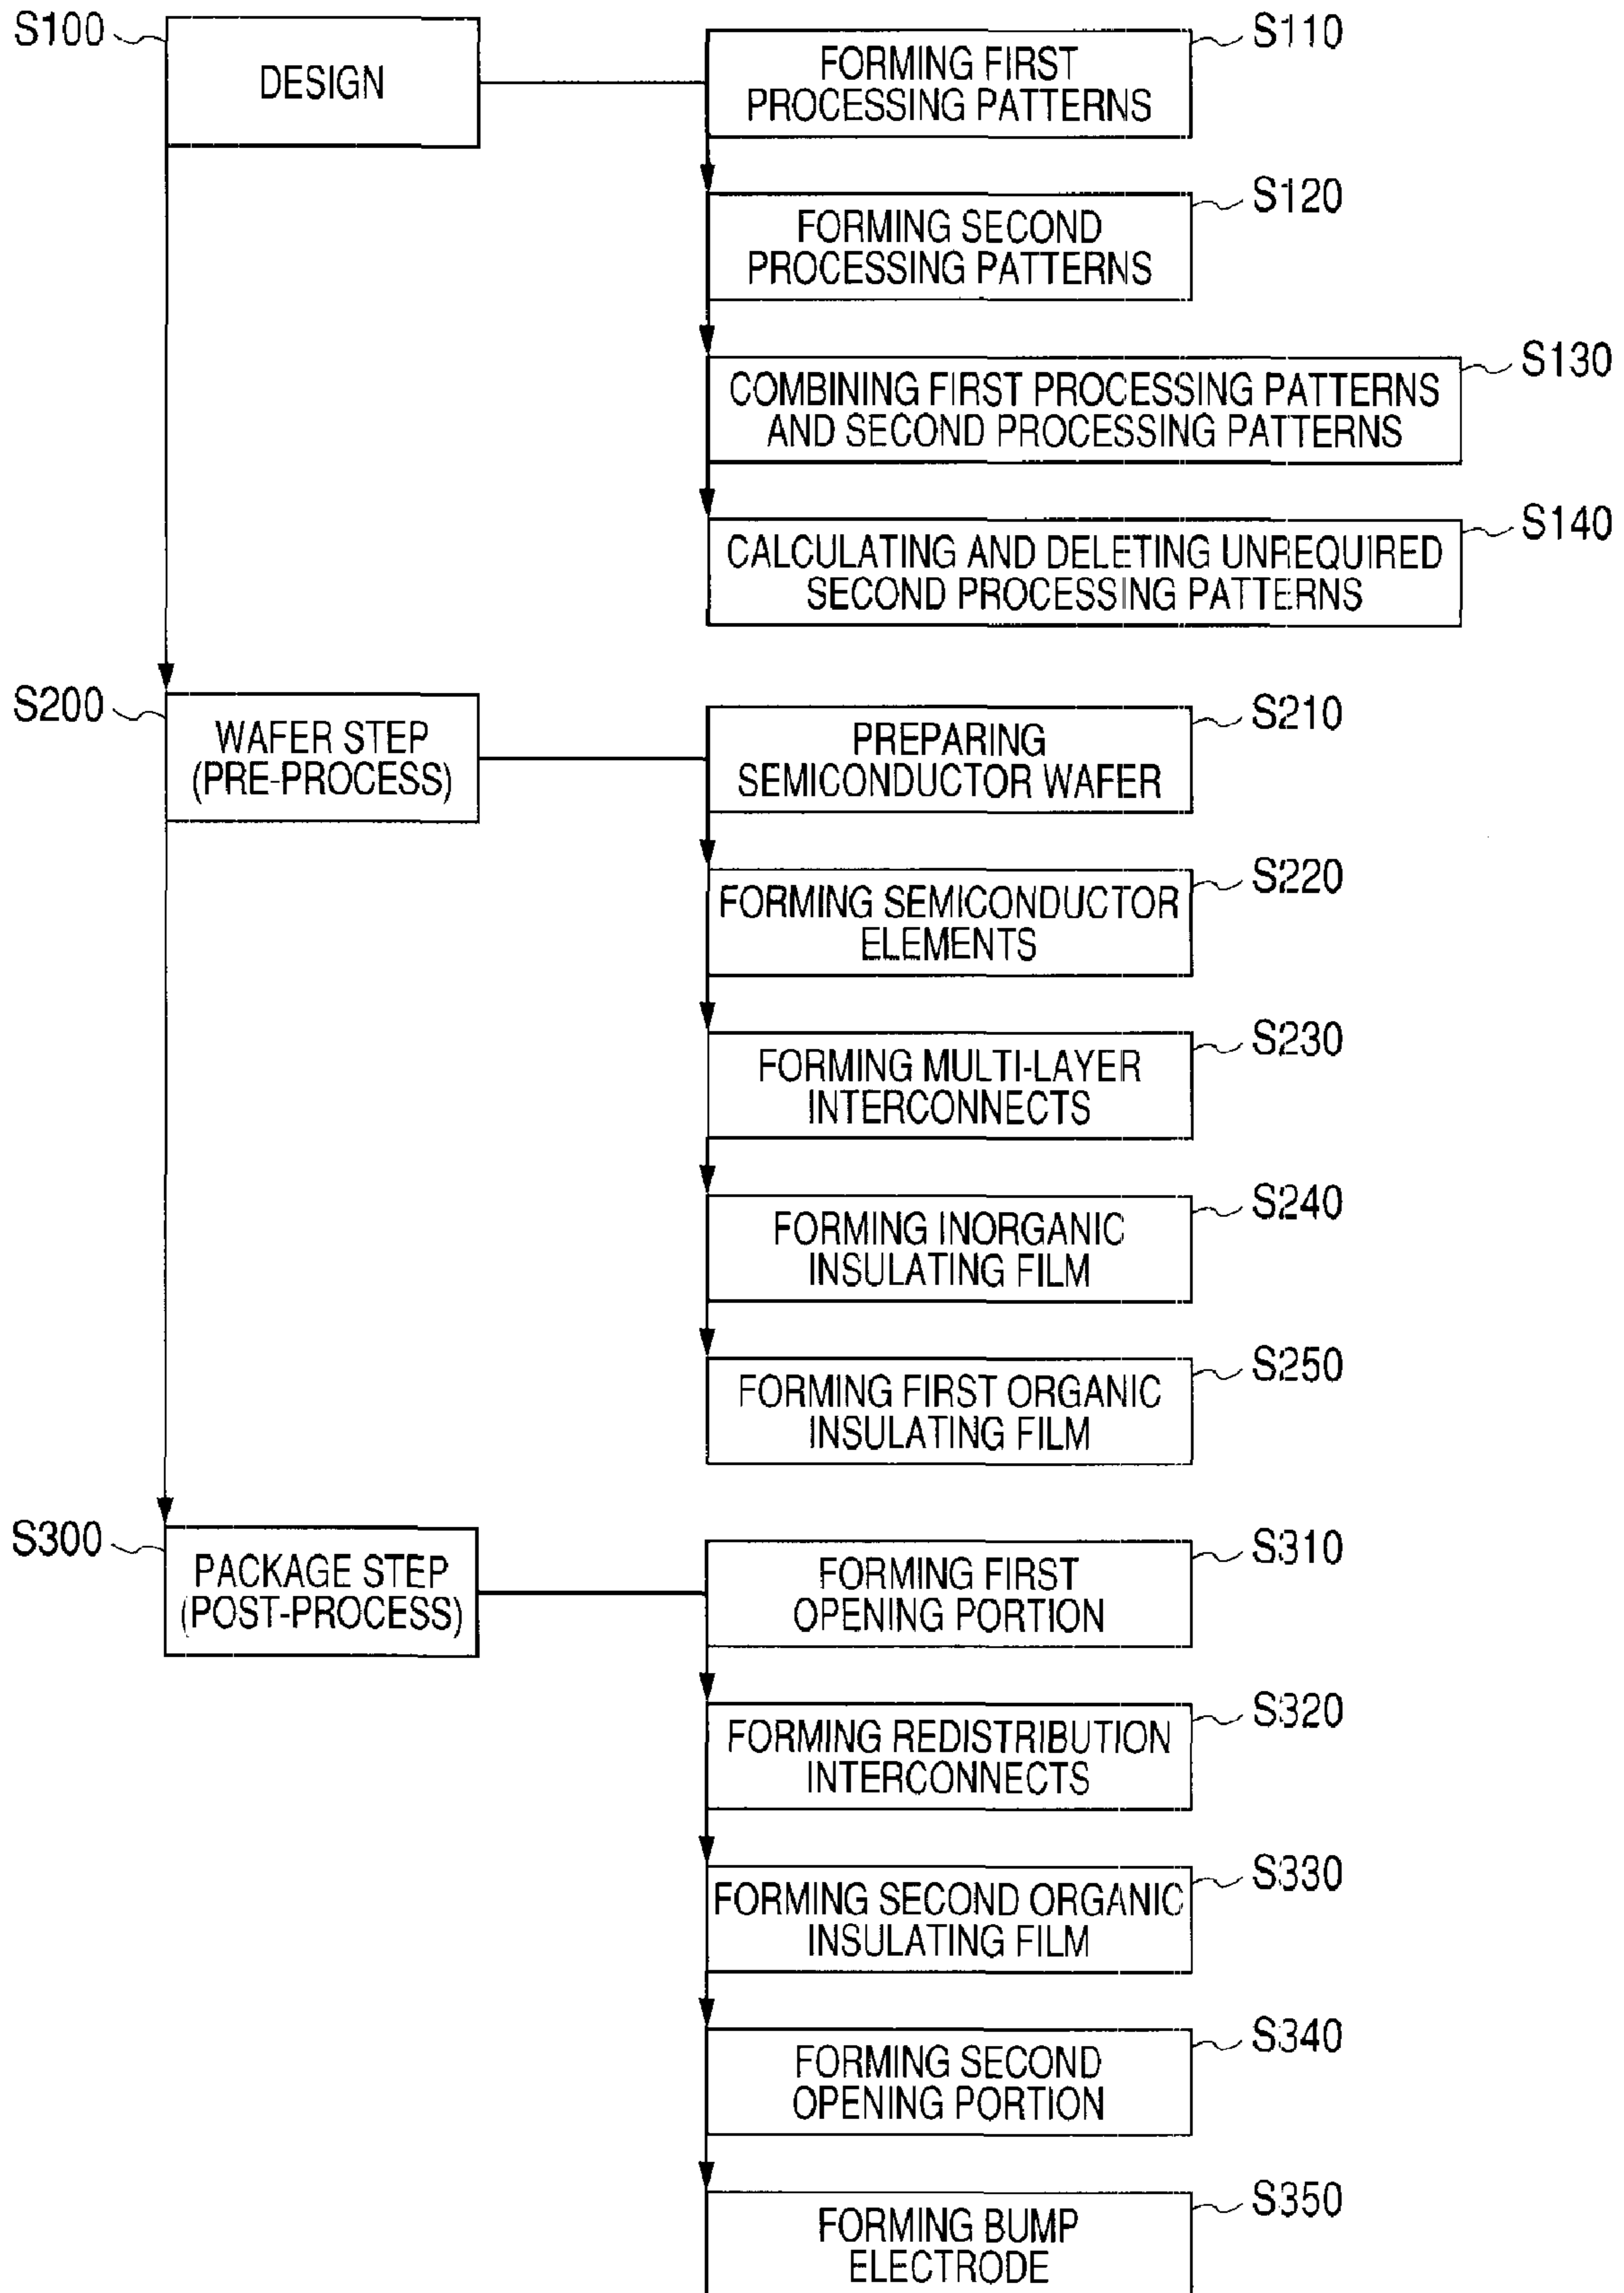 S100
DESIGN
S110
FORMING FIRST
PROCESSING PATTERNS
S120
FORMING SECOND
PROCESSING PATTERNS
S130
COMBINING FIRST PROCESSING PATTERNS
AND SECOND PROCESSING PATTERNS
S140
CALCULATING AND DELETING UNREQUIRED
SECOND PROCESSING PATTERNS
S200
WAFER STEP
(PRE-PROCESS)
S210
PREPARING
SEMICONDUCTOR WAFER
S220
FORMING SEMICONDUCTOR
ELEMENTS
S230
FORMING MULTI-LAYER
INTERCONNECTS
S240
FORMING INORGANIC
INSULATING FILM
S250
FORMING FIRST ORGANIC
INSULATING FILM
S300
PACKAGE STEP
(POST-PROCESS)
S310
FORMING FIRST
OPENING PORTION
S320
FORMING REDISTRIBUTION
INTERCONNECTS
S330
FORMING SECOND ORGANIC
INSULATING FILM
S340
FORMING SECOND
OPENING PORTION
S350
FORMING BUMP
ELECTRODE